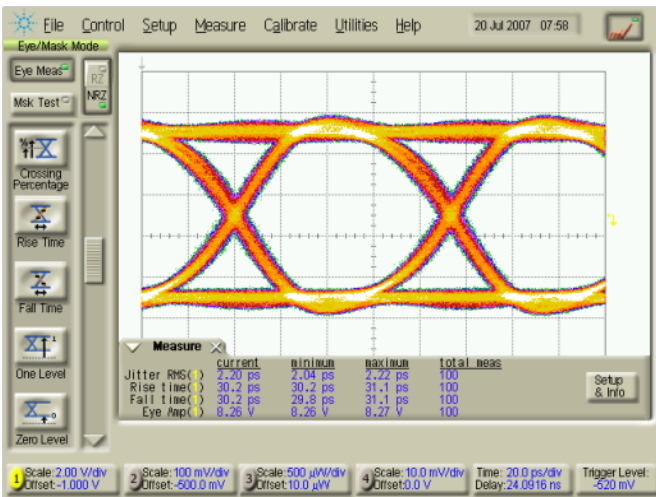 File Control Setup Measure Calibrate Utilities Help 20 Jul 2007 07:58
Eye/Mask Mode
Eye Meas
RZ
Msk Test
NRZ
Crossing
Percentage
Rise Time
Fall Time
One Level
Zero Level
Measure
current minimum maximum total meas
Jitter RMS(1) 2.20 ps 2.04 ps 2.22 ps 100
Rise time(1) 30.2 ps 30.2 ps 31.1 ps 100
Fall time(1) 30.2 ps 29.8 ps 31.1 ps 100
Eye Amp(1) 8.26 V 8.26 V 8.27 V 100
Setup
& Info
1 Scale:2.00 V/div
Offset:-1.000 V
2 Scale:100 mV/div
Offset:-500.0 mV
3 Scale:500 µW/div
Offset:10.0 µW
4 Scale:10.0 mV/div
Offset:0.0 V
Time: 20.0 ps/div
Delay:24.0916 ns
Trigger Level:
-520 mV